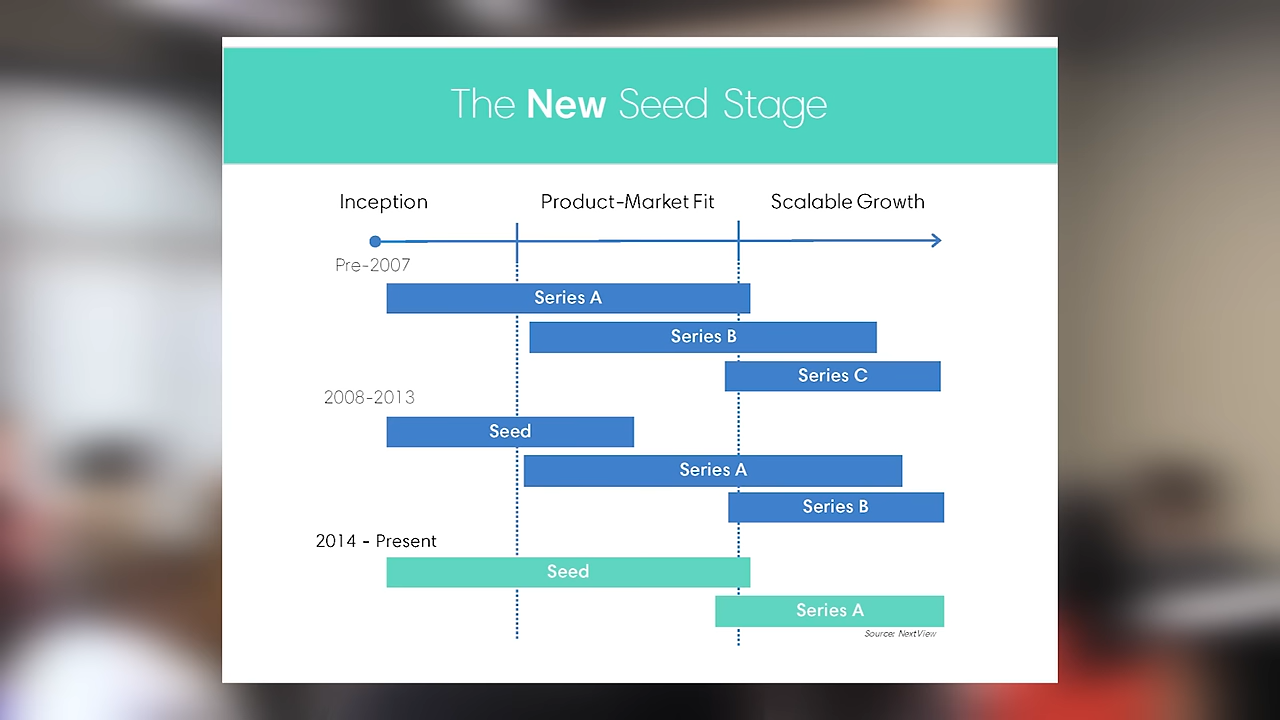 The New Seed Stage
Inception Product-Market Fit Scalable Growth
Pre-2007
Series A
Series B
Series C
2008-2013
Seed
Series A
Series B
2014 - Present
Seed
Series A
Source: NextView